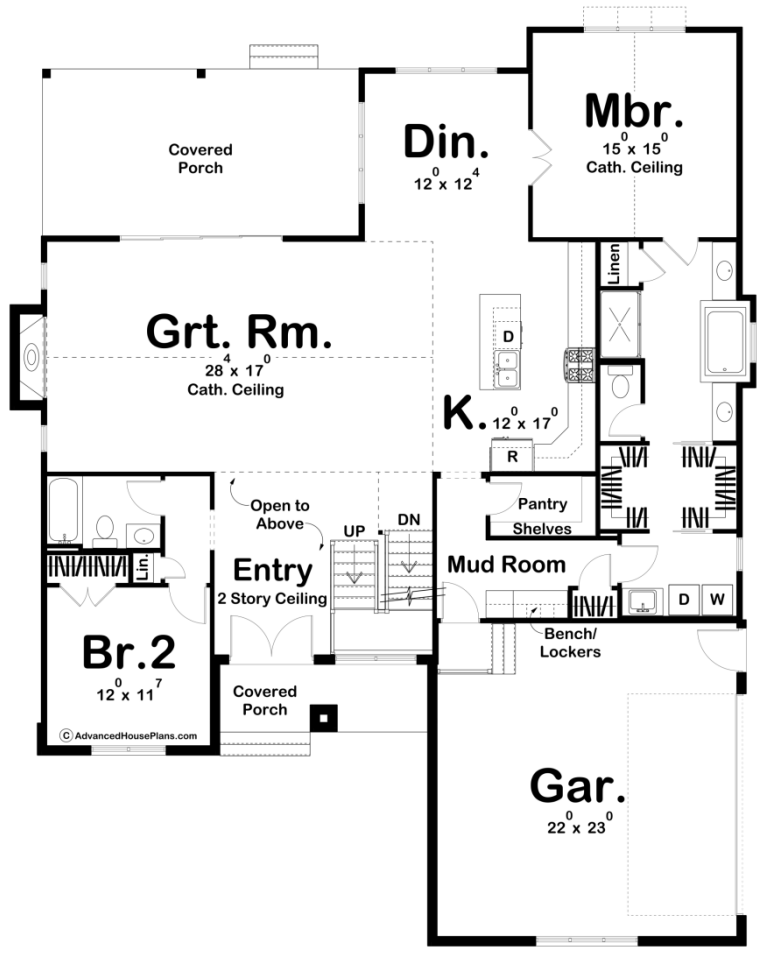 Mbr.
15⁰ x 15⁰
Cath. Ceiling
Din.
12⁰ x 12⁴
Covered
Porch
Linen
Grt. Rm.
28⁴ x 17⁰
Cath. Ceiling
D
K. 12⁰ x 17⁰
R
Open to
Above
UP
DN
Pantry
Shelves
Lin.
Entry
2 Story Ceiling
Mud Room
D
W
Bench/
Lockers
Br.2
12⁰ x 11⁷
Covered
Porch
© AdvancedHousePlans.com
Gar.
22⁰ x 23⁰